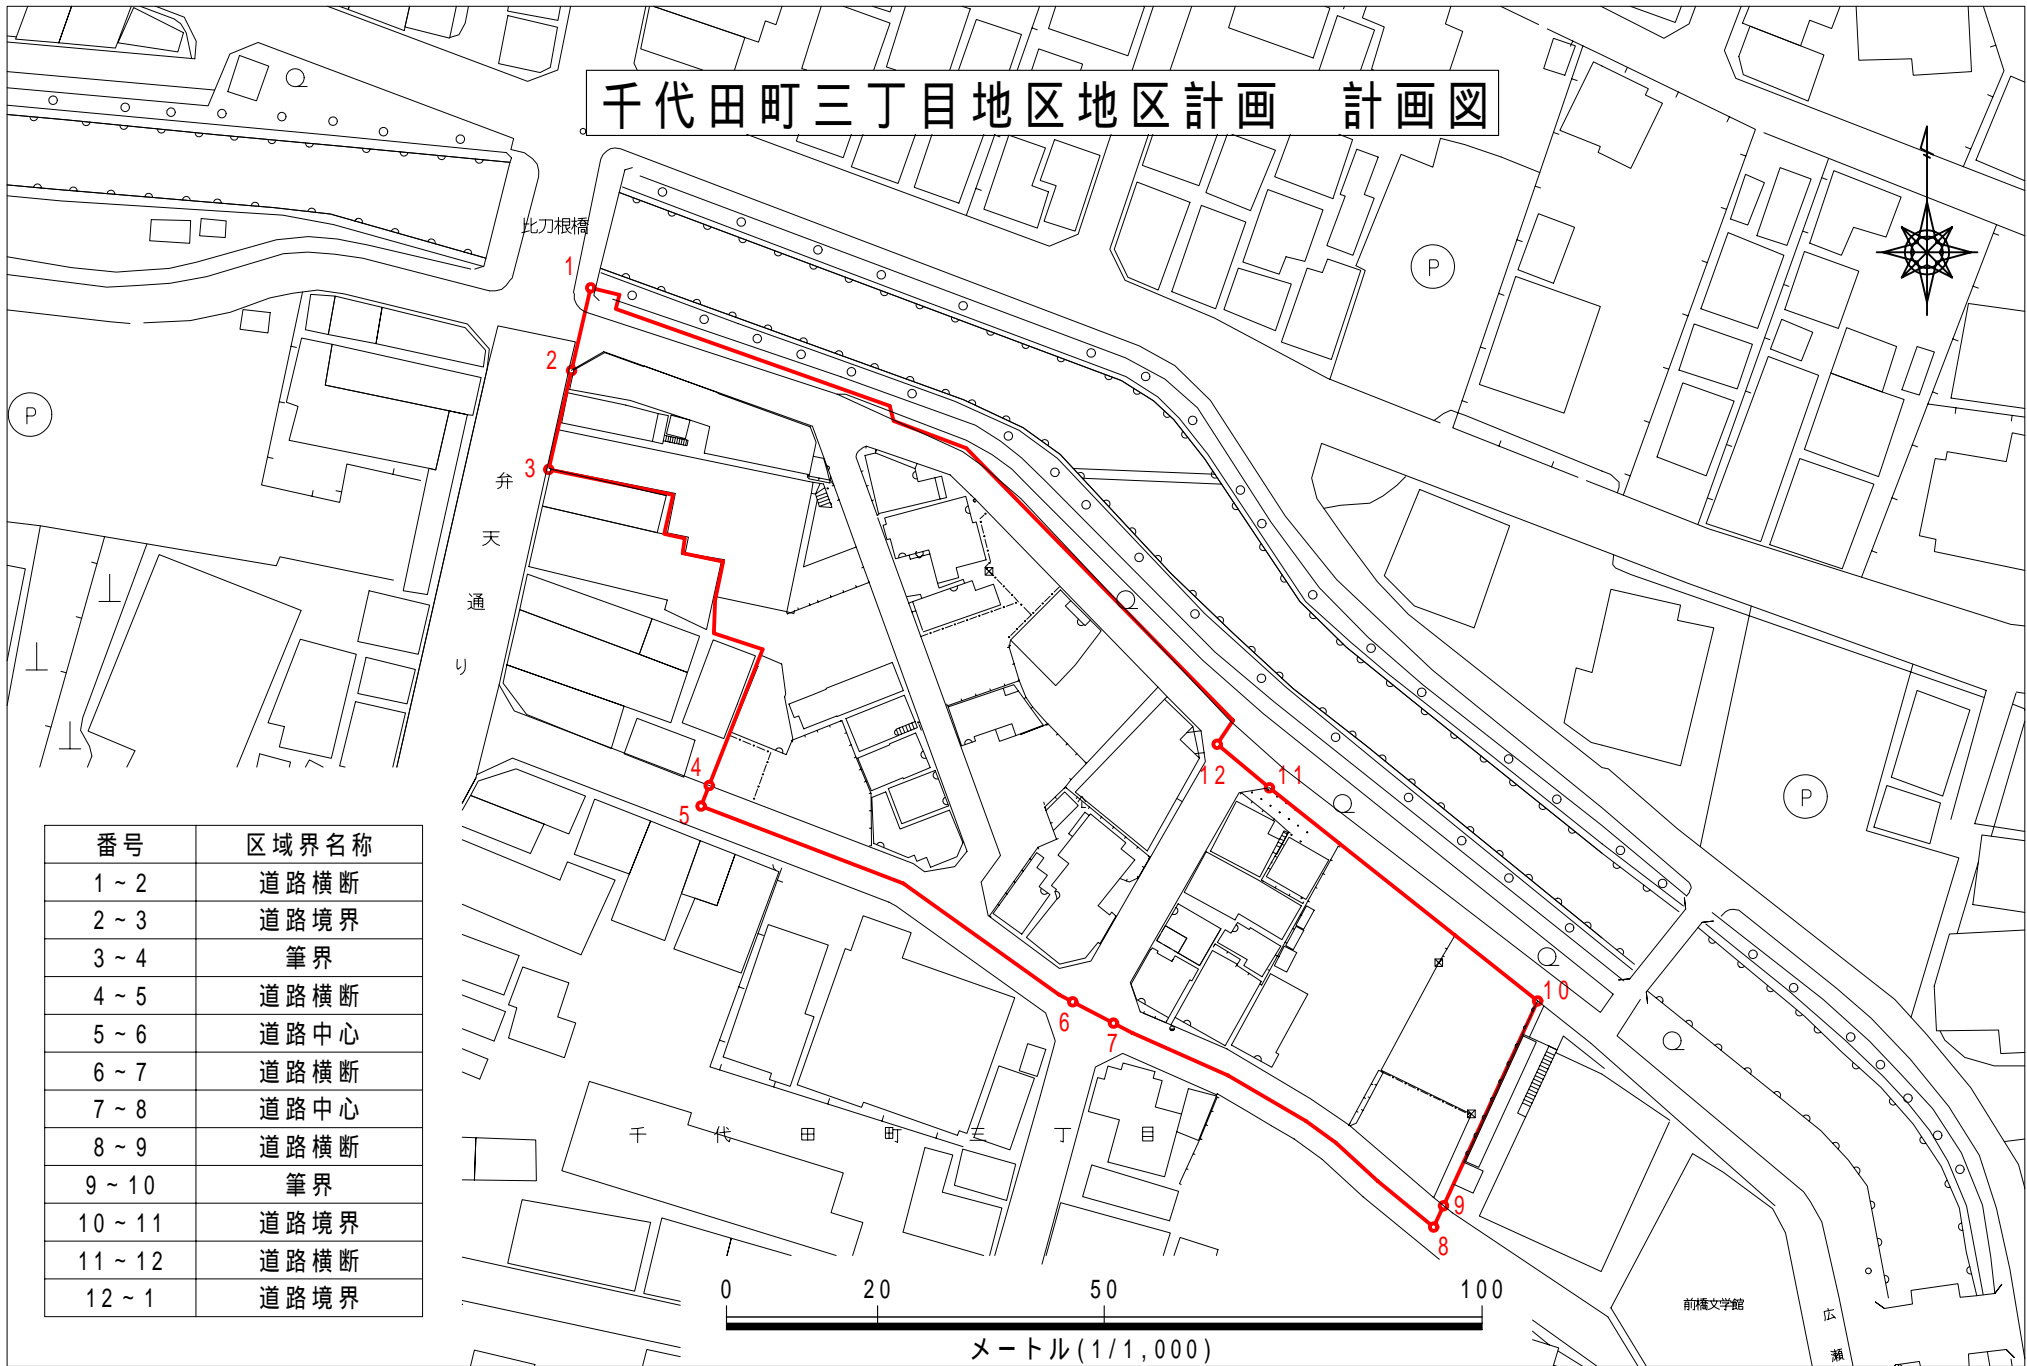 千代田町三丁目地区地区計画　計画図
比刀根橋
1
2
3
4
5
6
7
8
9
10
11
12
P
P
P
弁天通り
千代田町三丁目
前橋文学館
広瀬
番号 区域界名称
1～2 道路横断
2～3 道路境界
3～4 筆界
4～5 道路横断
5～6 道路中心
6～7 道路横断
7～8 道路中心
8～9 道路横断
9～10 筆界
10～11 道路境界
11～12 道路横断
12～1 道路境界
0 20 50 100
メートル(1/1,000)